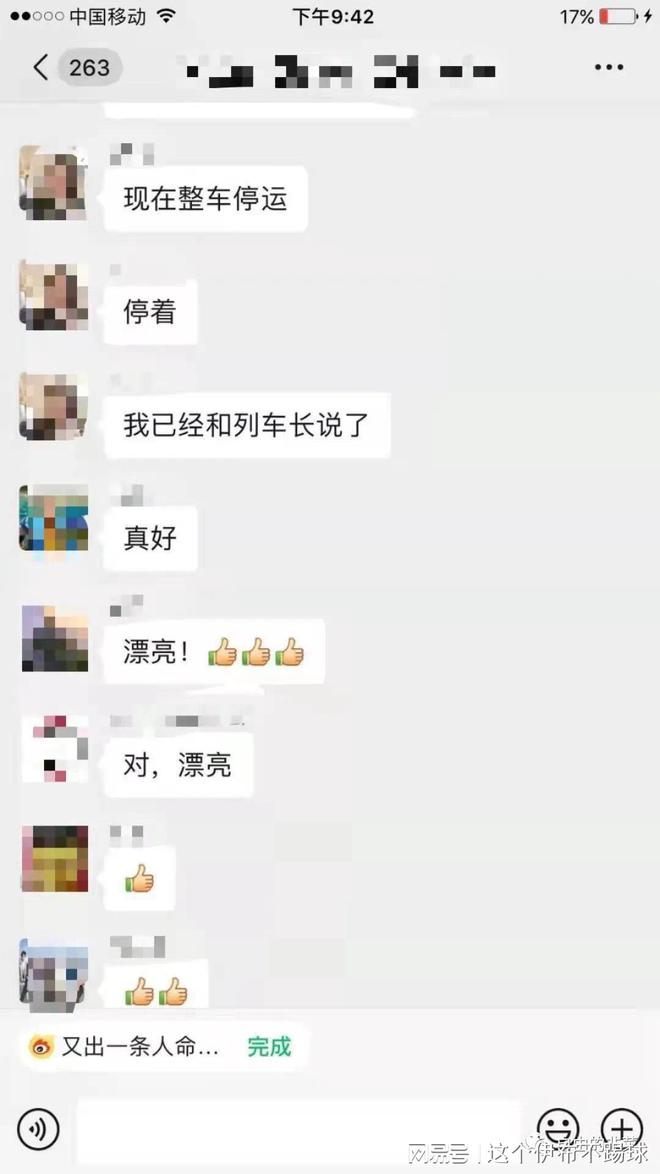 中国移动
下午9:42
17%
263
现在整车停运
停着
我已经和列车长说了
真好
漂亮！👍👍👍
对，漂亮
👍
👍👍
又出一条人命...
完成
网易号 | 这个伊布不踢球